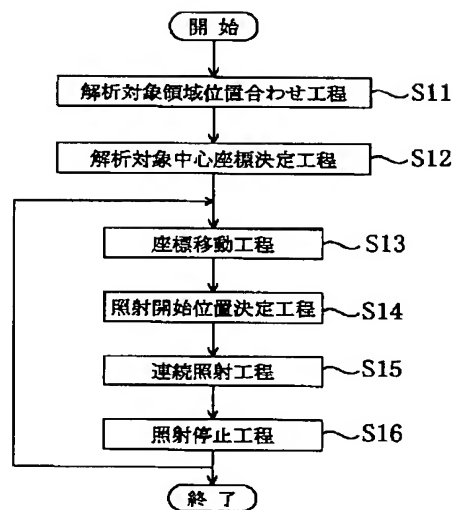 開 始
解析対象領域位置合わせ工程 S11
解析対象中心座標決定工程 S12
座標移動工程 S13
照射開始位置決定工程 S14
連続照射工程 S15
照射停止工程 S16
終 了